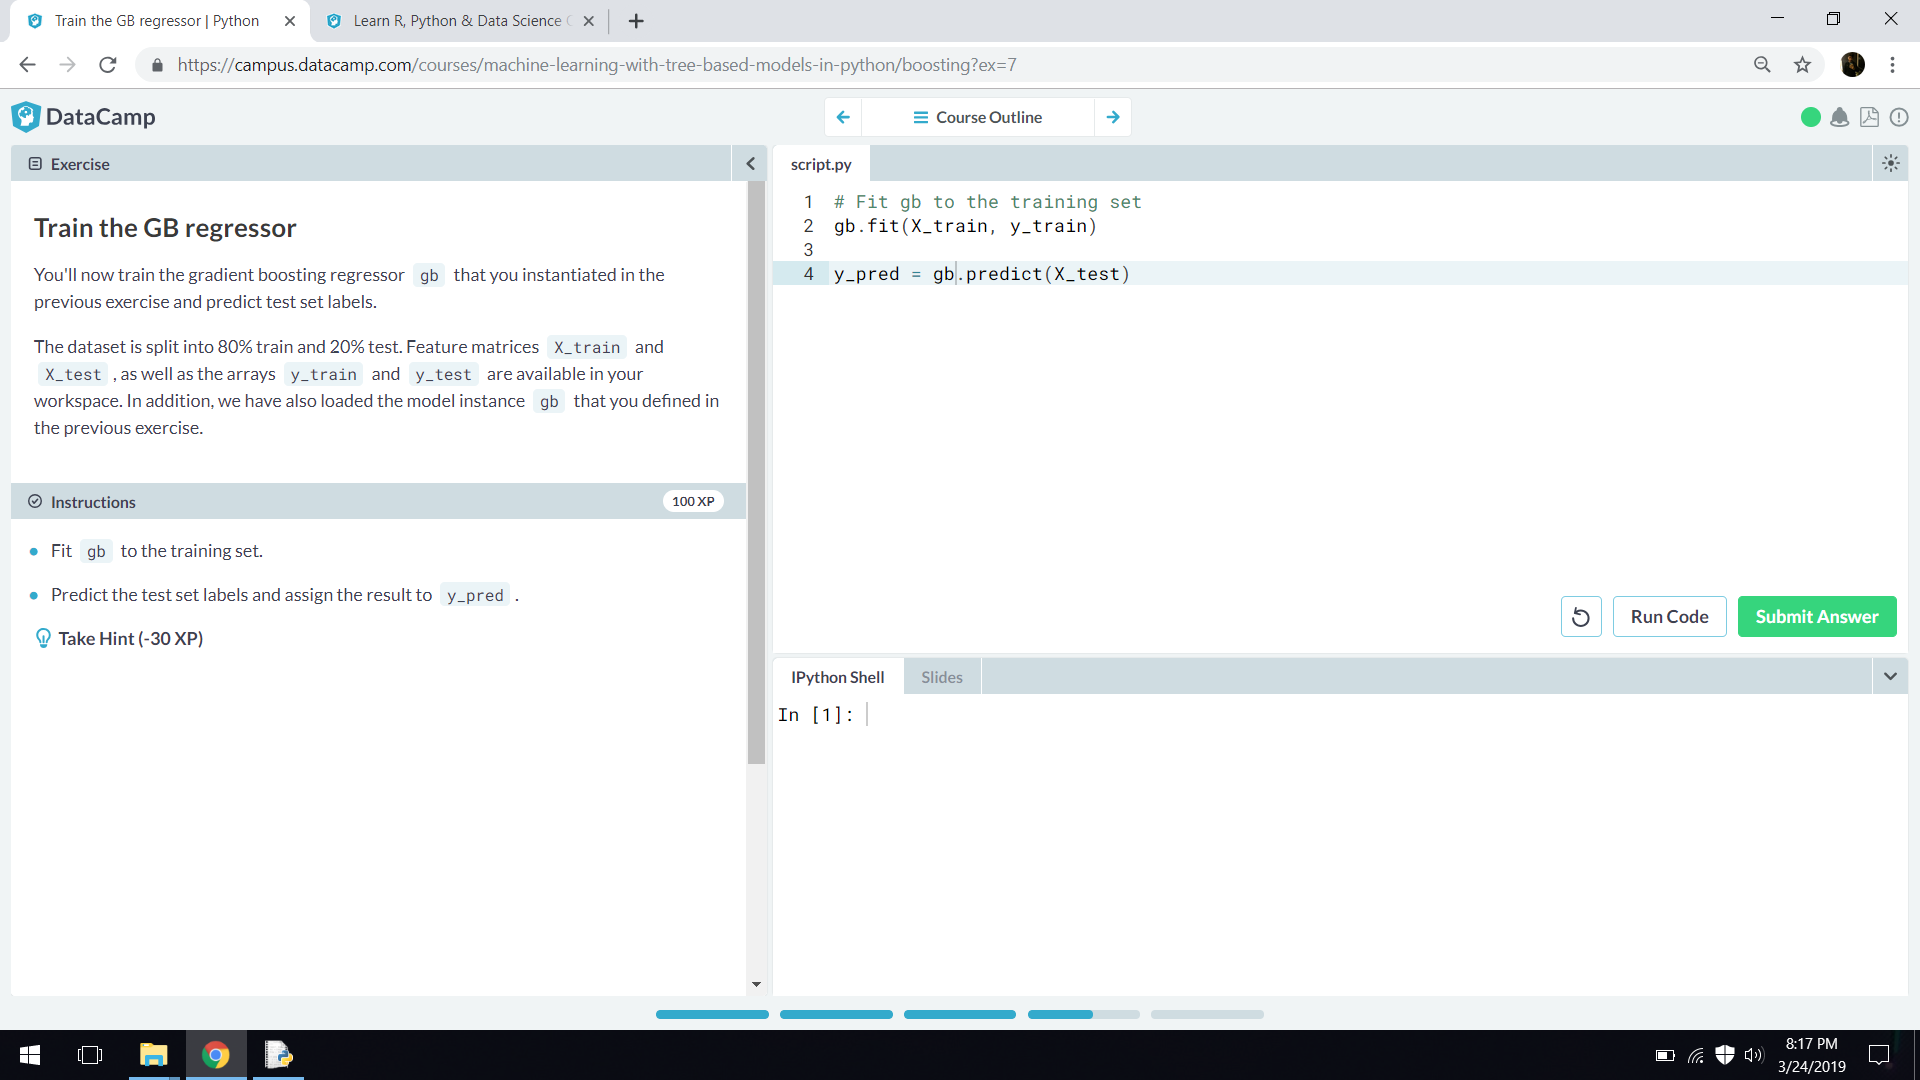 Train the GB regressor | Python
Learn R, Python & Data Science
https://campus.datacamp.com/courses/machine-learning-with-tree-based-models-in-python/boosting?ex=7
DataCamp
Course Outline
Exercise
Train the GB regressor
You'll now train the gradient boosting regressor gb that you instantiated in the
previous exercise and predict test set labels.
The dataset is split into 80% train and 20% test. Feature matrices X_train and
X_test , as well as the arrays y_train and y_test are available in your
workspace. In addition, we have also loaded the model instance gb that you defined in
the previous exercise.
Instructions
100 XP
Fit gb to the training set.
Predict the test set labels and assign the result to y_pred .
Take Hint (-30 XP)
script.py
1 # Fit gb to the training set
2 gb.fit(X_train, y_train)
3
4 y_pred = gb.predict(X_test)
Run Code
Submit Answer
IPython Shell
Slides
In [1]:
8:17 PM
3/24/2019